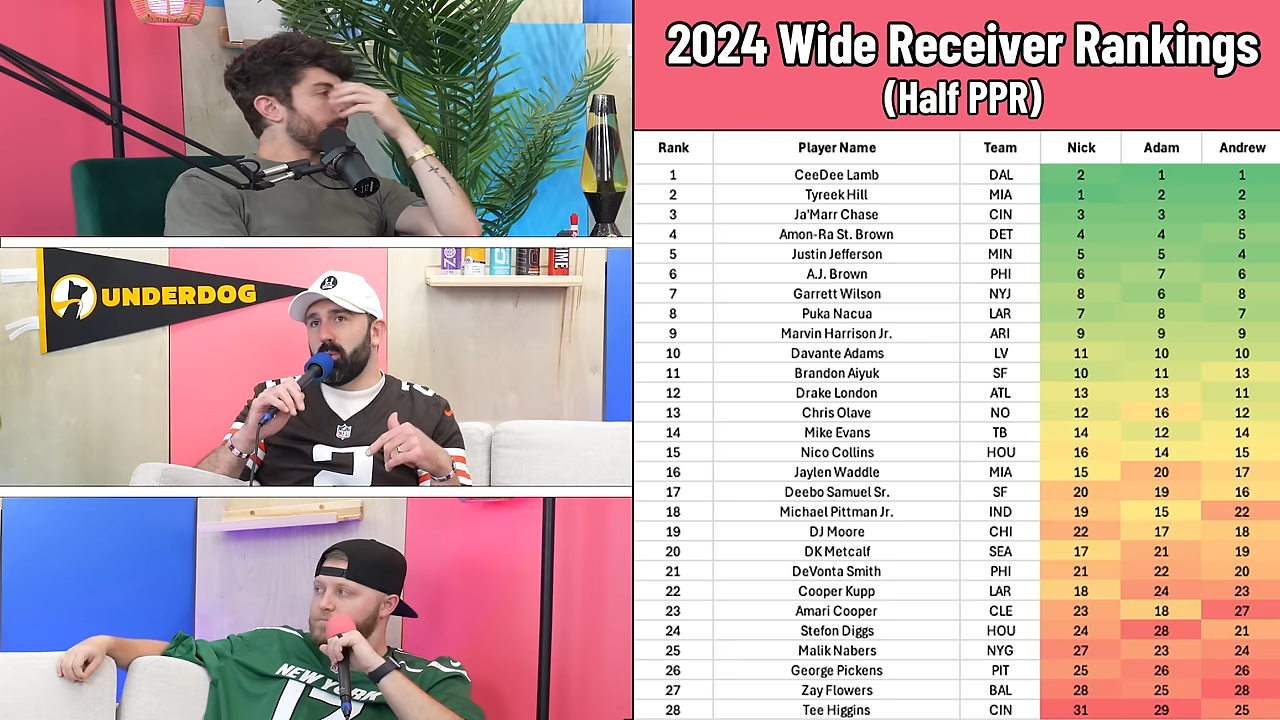 2024 Wide Receiver Rankings
(Half PPR)
Rank Player Name Team Nick Adam Andrew
1 CeeDee Lamb DAL 2 1 1
2 Tyreek Hill MIA 1 2 2
3 Ja'Marr Chase CIN 3 3 3
4 Amon-Ra St. Brown DET 4 4 5
5 Justin Jefferson MIN 5 5 4
6 A.J. Brown PHI 6 7 6
7 Garrett Wilson NYJ 8 6 8
8 Puka Nacua LAR 7 8 7
9 Marvin Harrison Jr. ARI 9 9 9
10 Davante Adams LV 11 10 10
11 Brandon Aiyuk SF 10 11 13
12 Drake London ATL 13 13 11
13 Chris Olave NO 12 16 12
14 Mike Evans TB 14 12 14
15 Nico Collins HOU 16 14 15
16 Jaylen Waddle MIA 15 20 17
17 Deebo Samuel Sr. SF 20 19 16
18 Michael Pittman Jr. IND 19 15 22
19 DJ Moore CHI 22 17 18
20 DK Metcalf SEA 17 21 19
21 DeVonta Smith PHI 21 22 20
22 Cooper Kupp LAR 18 24 23
23 Amari Cooper CLE 23 18 27
24 Stefon Diggs HOU 24 28 21
25 Malik Nabers NYG 27 23 24
26 George Pickens PIT 25 26 26
27 Zay Flowers BAL 28 25 28
28 Tee Higgins CIN 31 29 25
UNDERDOG
NFL
NEW YORK